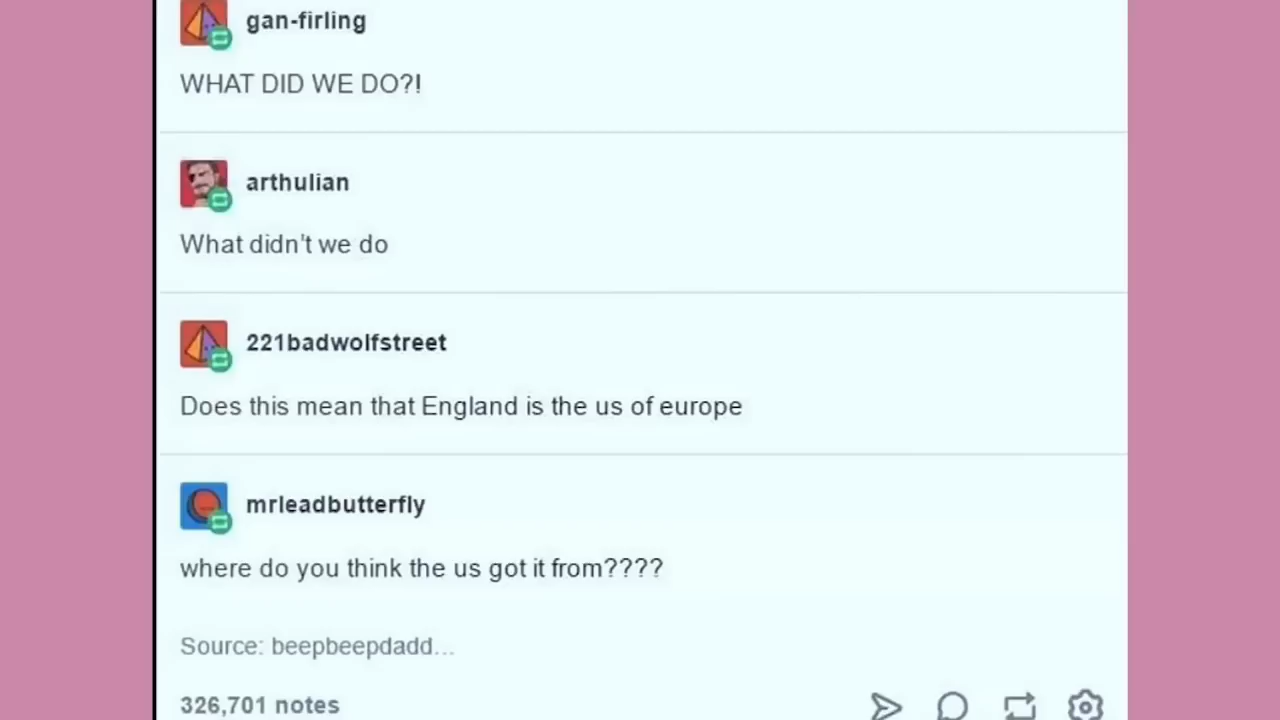 gan-firling
WHAT DID WE DO?!
arthulian
What didn't we do
221badwolfstreet
Does this mean that England is the us of europe
mrleadbutterfly
where do you think the us got it from????
Source: beepbeepdadd...
326,701 notes